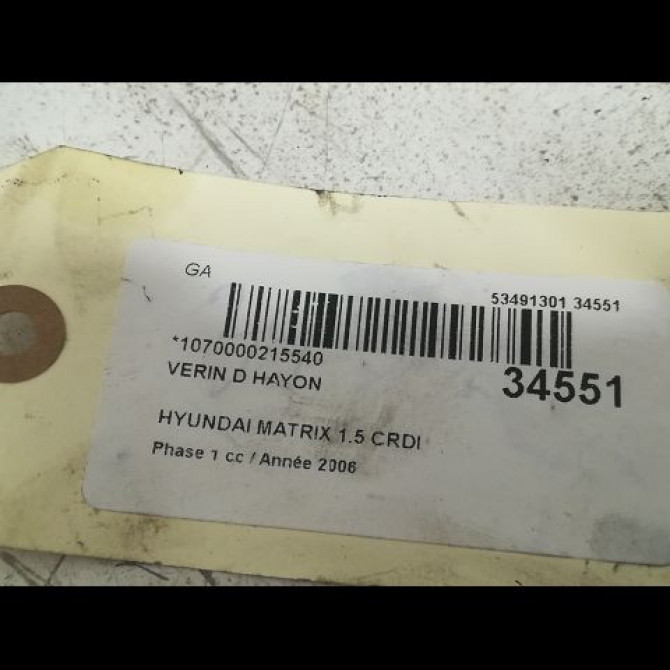 GA
53491301 34551
*1070000215540
34551
VERIN D HAYON
HYUNDAI MATRIX 1.5 CRDI
Phase 1 cc / Année 2006